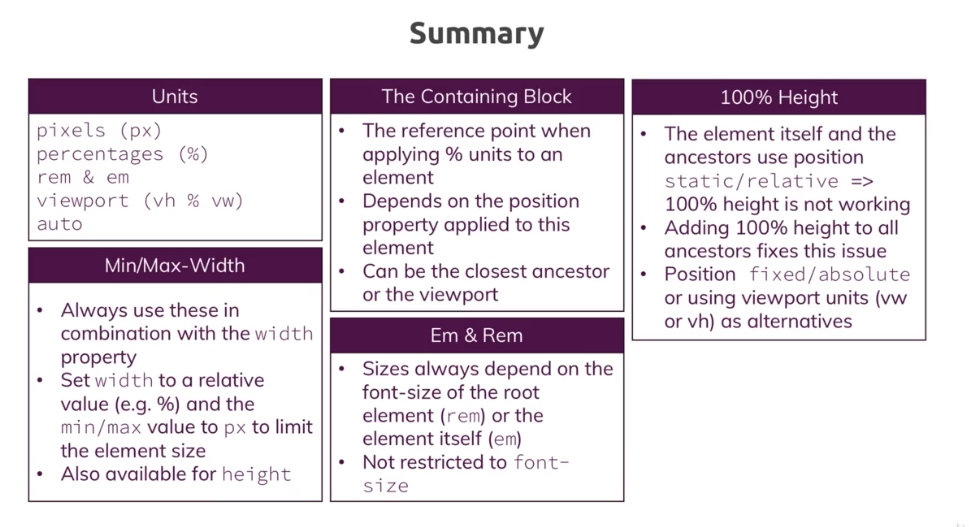 Summary
Units
pixels (px)
percentages (%)
rem & em
viewport (vh % vw)
auto
Min/Max-Width
• Always use these in
combination with the width
property
• Set width to a relative
value (e.g. %) and the
min/max value to px to limit
the element size
• Also available for height
The Containing Block
• The reference point when
applying % units to an
element
• Depends on the position
property applied to this
element
• Can be the closest ancestor
or the viewport
Em & Rem
• Sizes always depend on the
font-size of the root
element (rem) or the
element itself (em)
• Not restricted to font-
size
100% Height
• The element itself and the
ancestors use position
static/relative =>
100% height is not working
• Adding 100% height to all
ancestors fixes this issue
• Position fixed/absolute
or using viewport units (vw
or vh) as alternatives